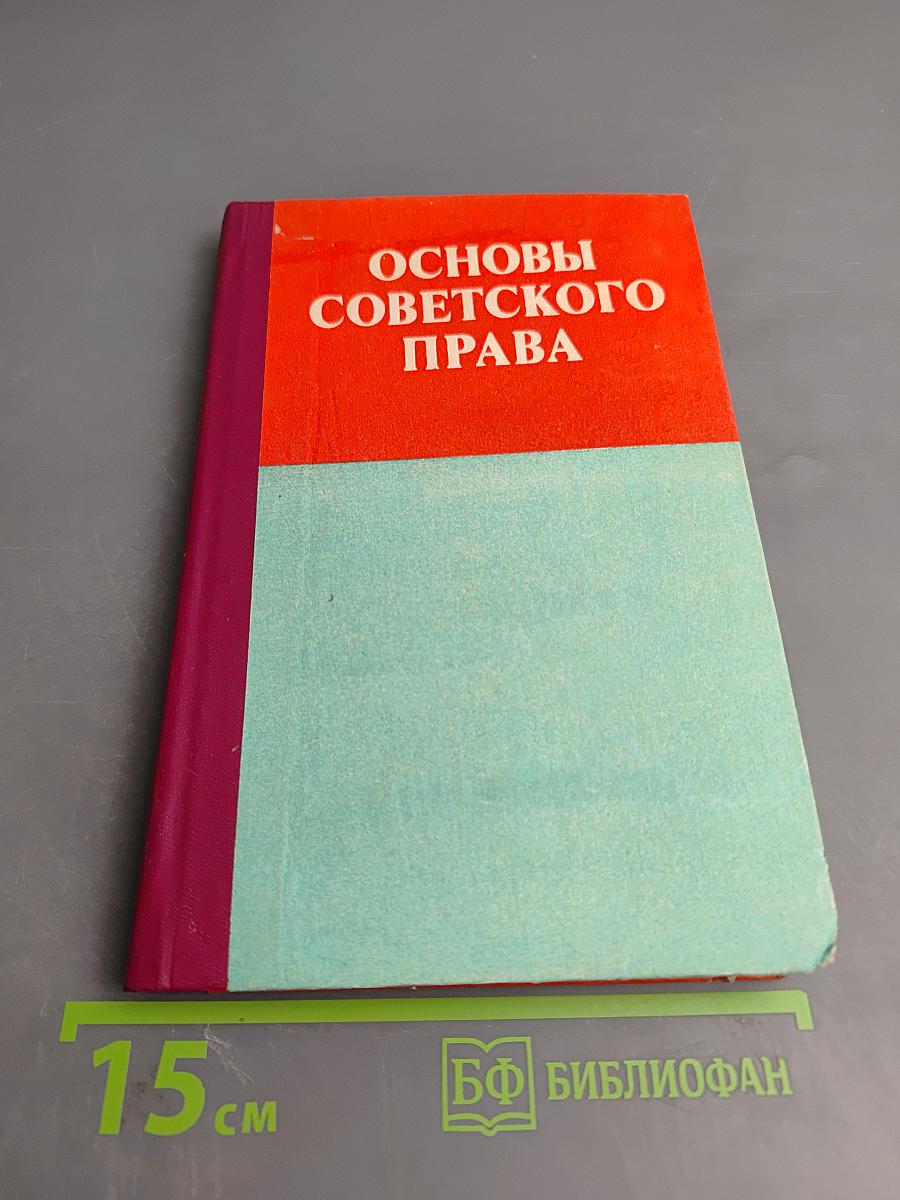 ОСНОВЫ
СОВЕТСКОГО
ПРАВА
15 см
БФ БИБЛИОФАН